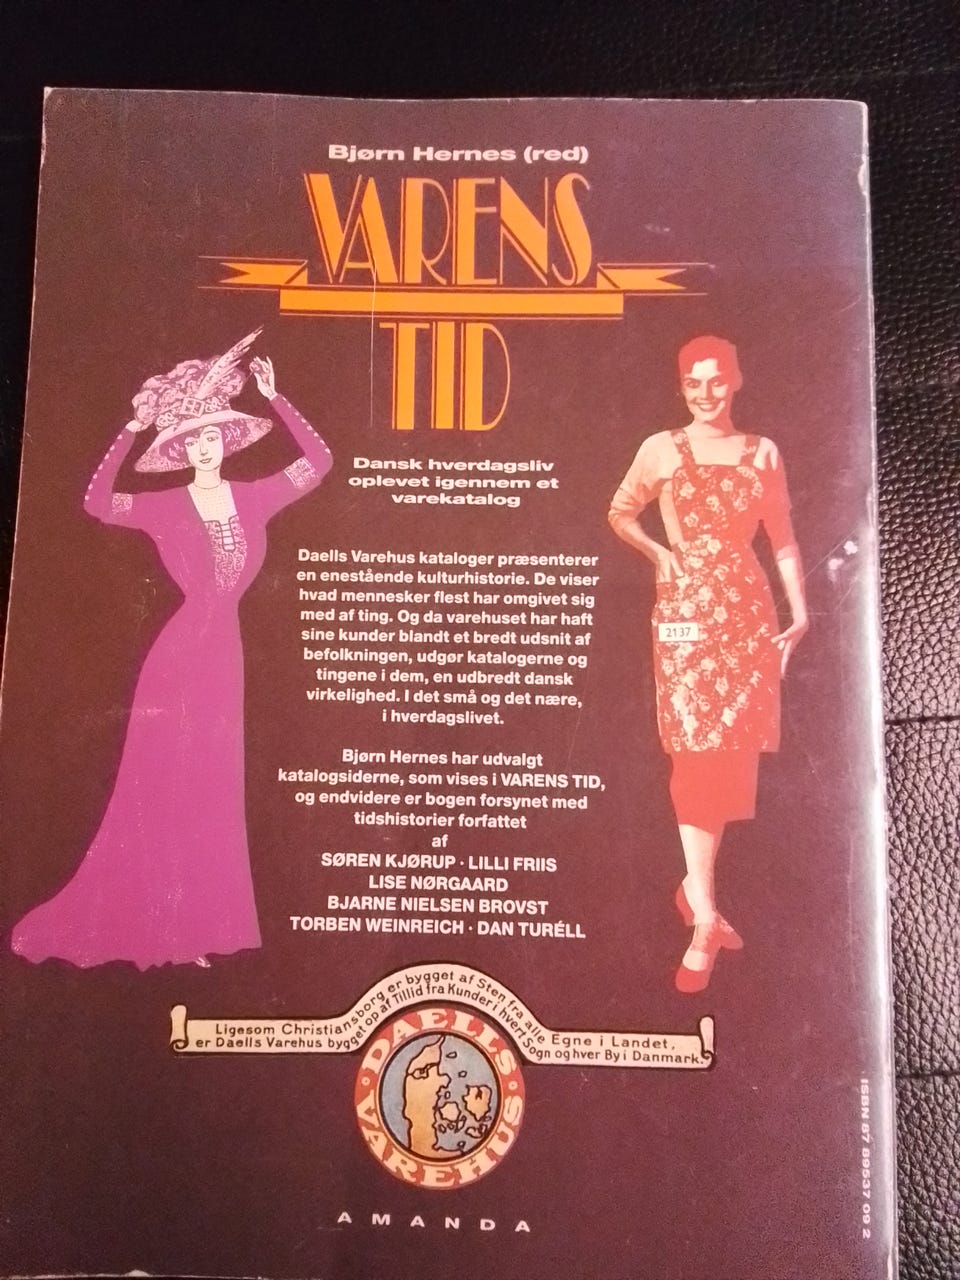 Bjørn Hernes (red)
VARENS
TID
Dansk hverdagsliv
oplevet igennem et
varekatalog
Daells Varehus kataloger præsenterer
en enestående kulturhistorie. De viser
hvad mennesker flest har omgivet sig
med af ting. Og da varehuset har haft
sine kunder blandt et bredt udsnit af
befolkningen, udgør katalogerne og
tingene i dem, en udbredt dansk
virkelighed. I det små og det nære,
i hverdagslivet.
2137
Bjørn Hernes har udvalgt
katalogsiderne, som vises i VARENS TID,
og endvidere er bogen forsynet med
tidshistorier forfattet
af
SØREN KJØRUP · LILLI FRIIS
LISE NØRGAARD
BJARNE NIELSEN BROVST
TORBEN WEINREICH · DAN TURÉLL
Ligesom Christiansborg er bygget af Sten fra alle Egne i Landet,
er Daells Varehus bygget op af Tillid fra Kunder i hvert Sogn og hver By i Danmark.
DAELLS
VAREHUS
AMANDA
ISBN 87 89537 09 2